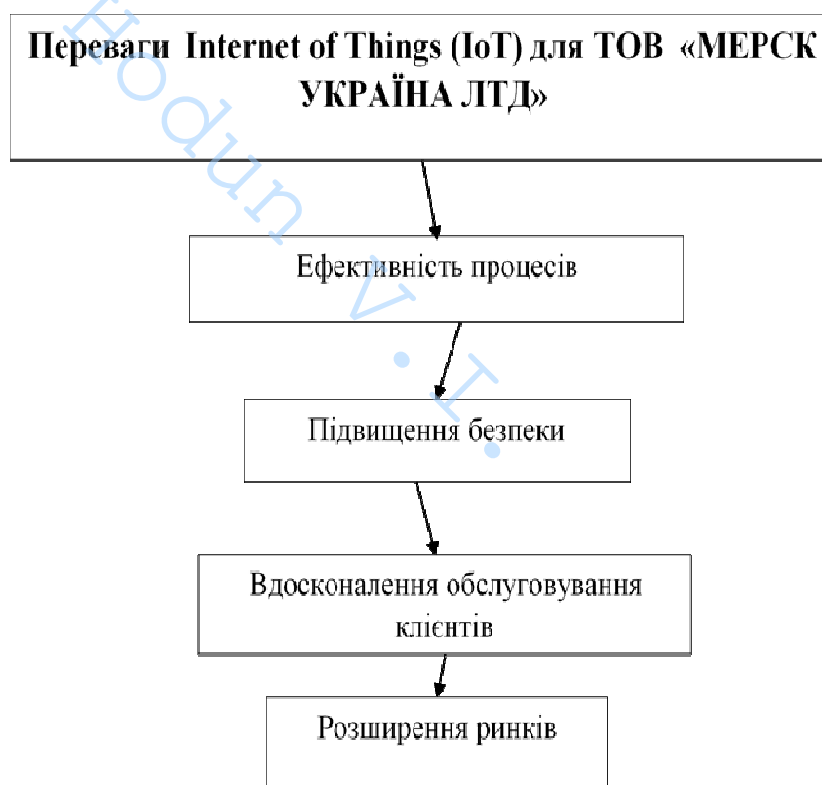 Переваги Internet of Things (IoT) для ТОВ «МЕРСК
УКРАЇНА ЛТД»
Ефективність процесів
Підвищення безпеки
Вдосконалення обслуговування
клієнтів
Розширення ринків
Hodun V.I.